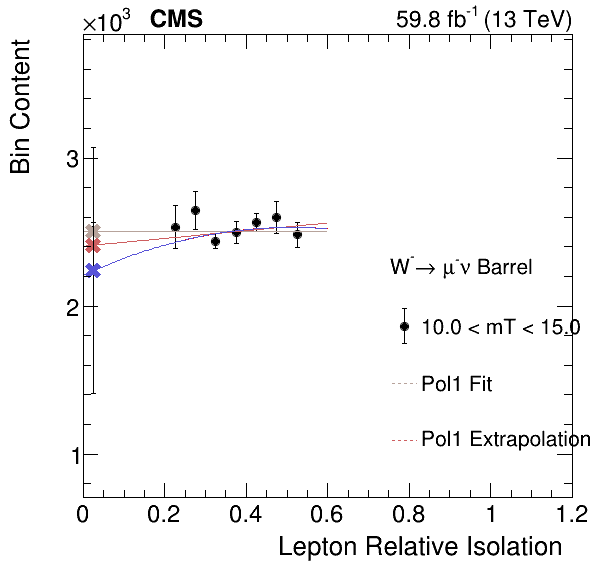 ×10³ CMS 59.8 fb⁻¹ (13 TeV)
Bin Content
3
2
1
W⁻→ μ⁻ν Barrel
10.0 < mT < 15.0
Pol1 Fit
Pol1 Extrapolation
0 0.2 0.4 0.6 0.8 1 1.2
Lepton Relative Isolation